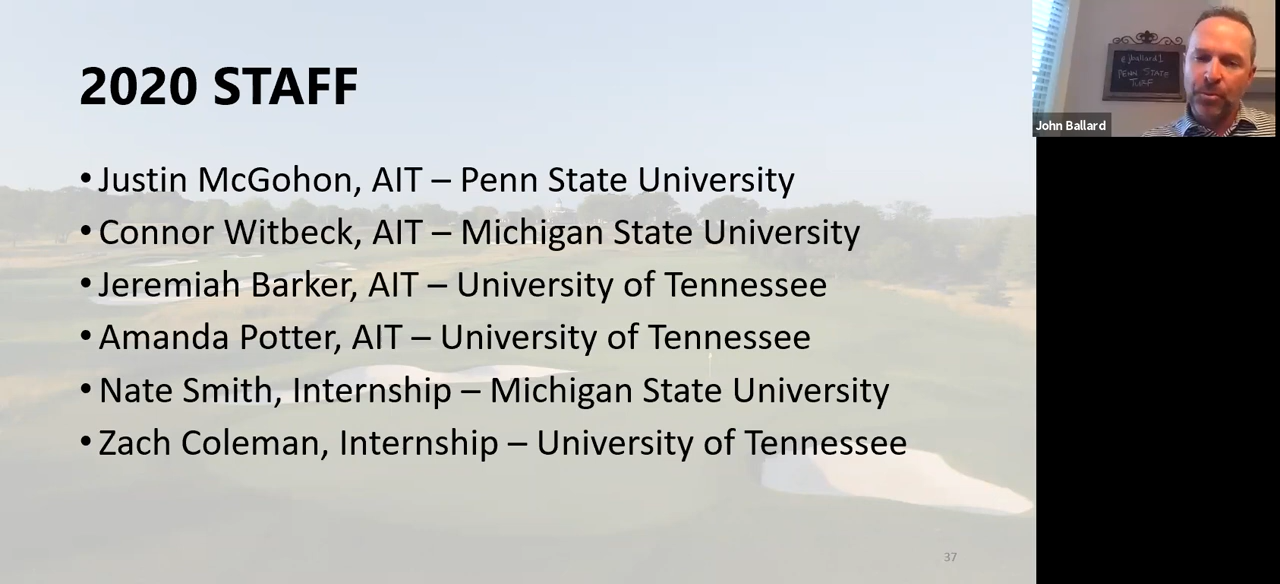 2020 STAFF
• Justin McGohon, AIT – Penn State University
• Connor Witbeck, AIT – Michigan State University
• Jeremiah Barker, AIT – University of Tennessee
• Amanda Potter, AIT – University of Tennessee
• Nate Smith, Internship – Michigan State University
• Zach Coleman, Internship – University of Tennessee
37
@jballard1
PENN STATE
TURF
John Ballard